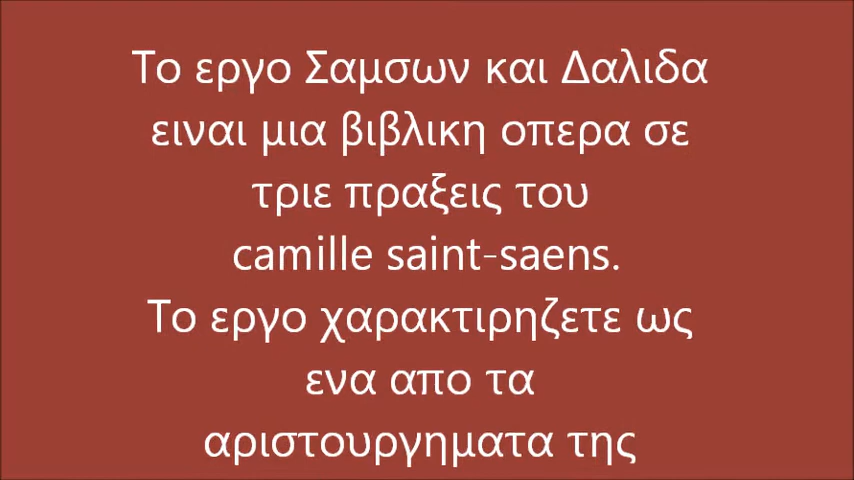 Το εργο Σαμσων και Δαλιδα
ειναι μια βιβλικη οπερα σε
τριε πραξεις του
camille saint-saens.
Το εργο χαρακτιρηζετε ως
ενα απο τα
αριστουργηματα της